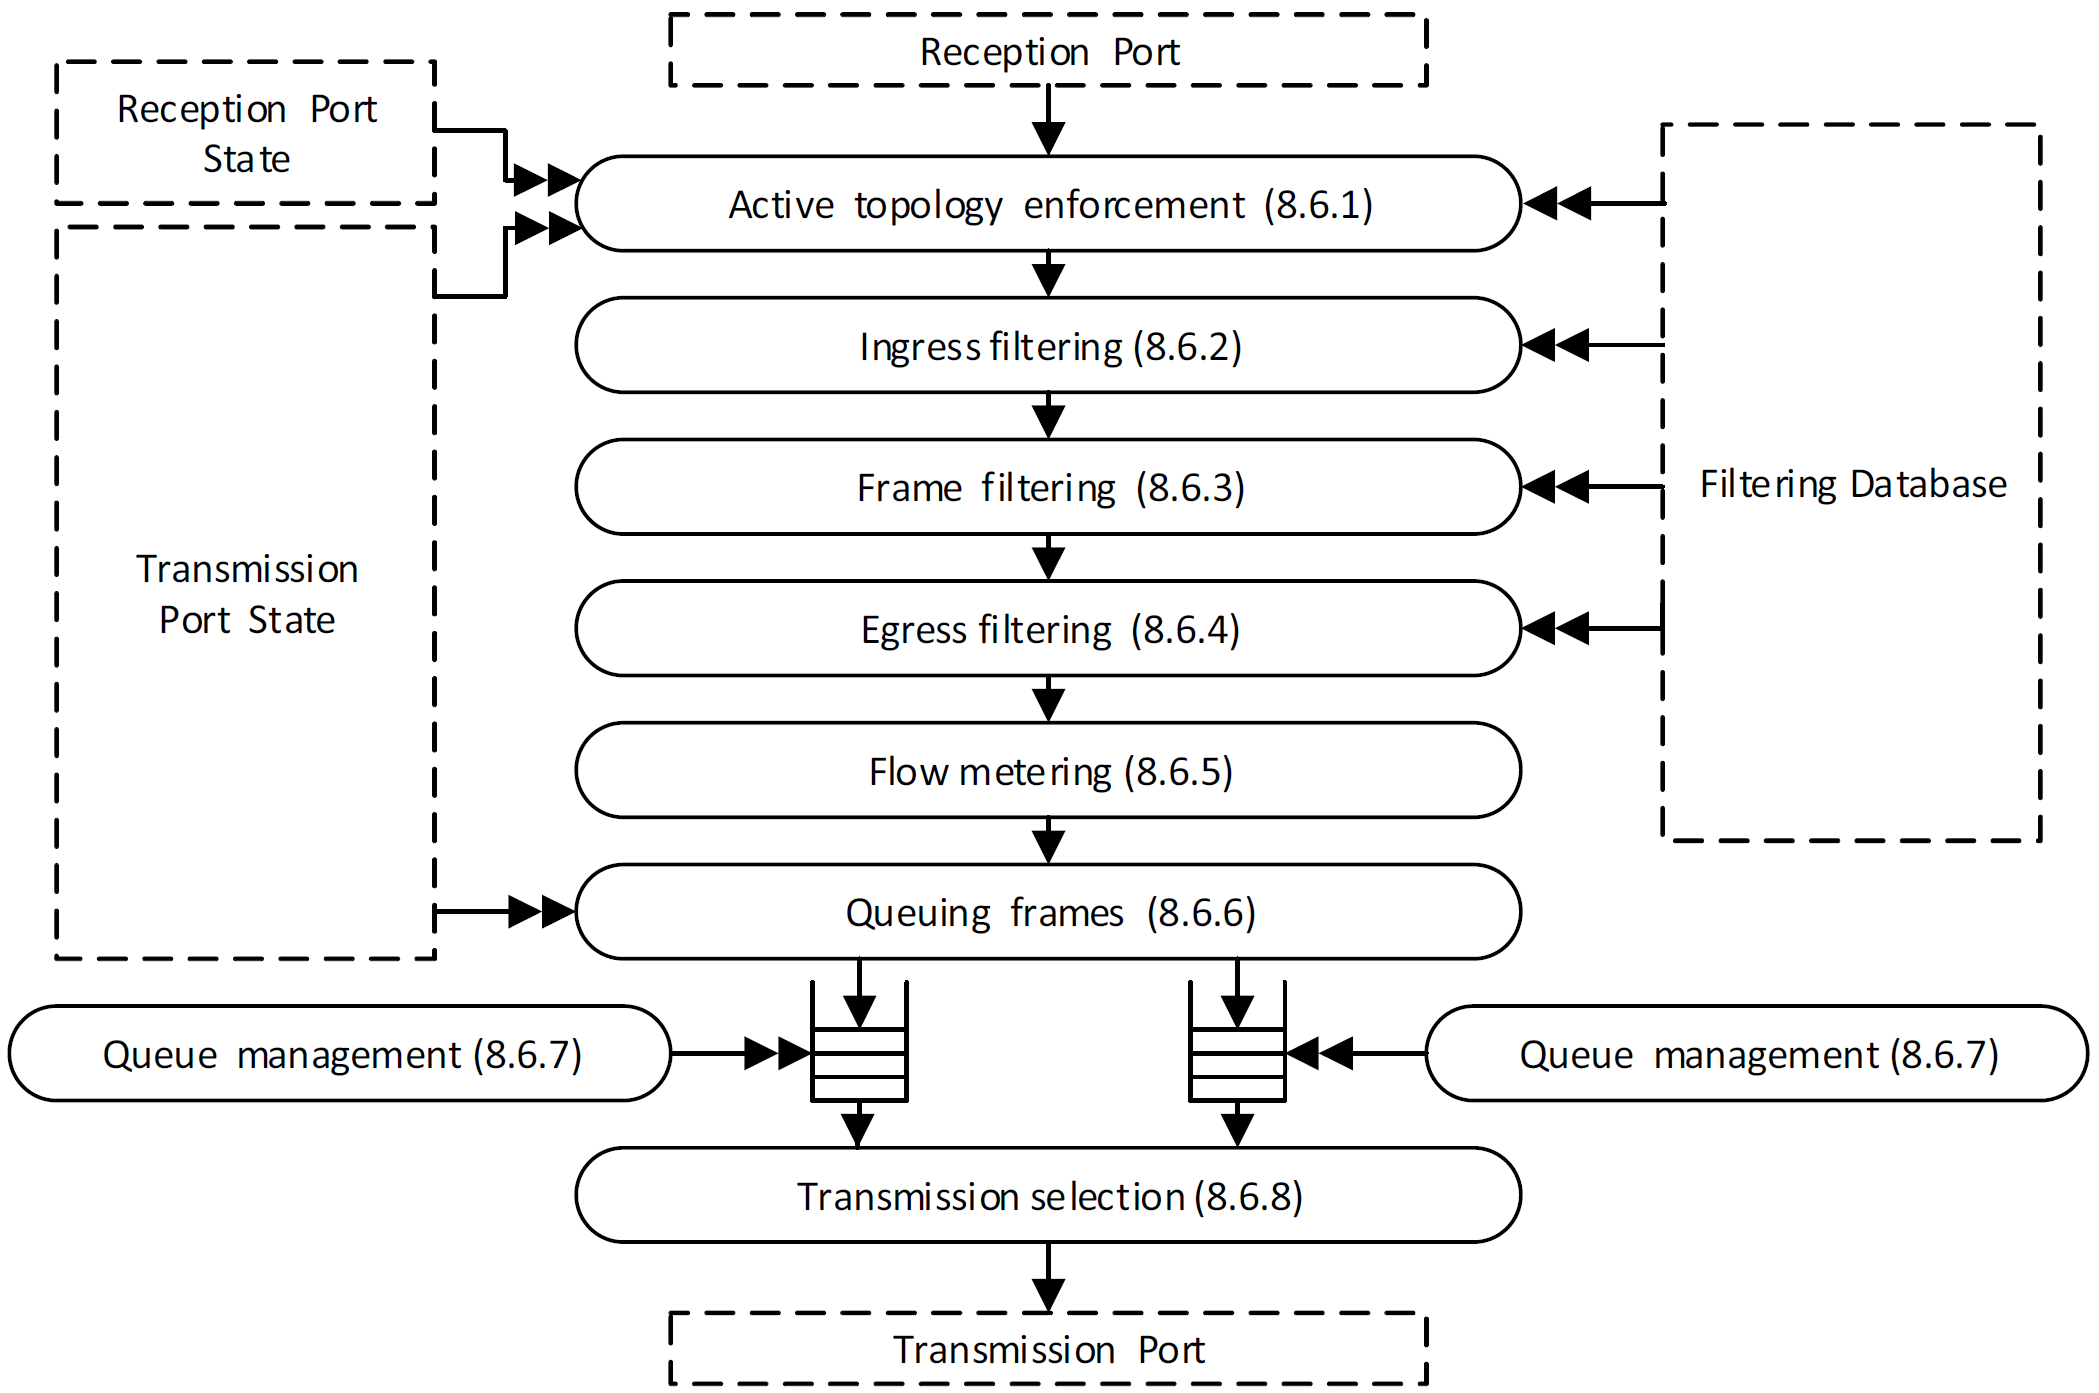 Reception Port
Reception Port
State
Active topology enforcement (8.6.1)
Ingress filtering (8.6.2)
Frame filtering (8.6.3)
Filtering Database
Transmission
Port State
Egress filtering (8.6.4)
Flow metering (8.6.5)
Queuing frames (8.6.6)
Queue management (8.6.7)
Queue management (8.6.7)
Transmission selection (8.6.8)
Transmission Port